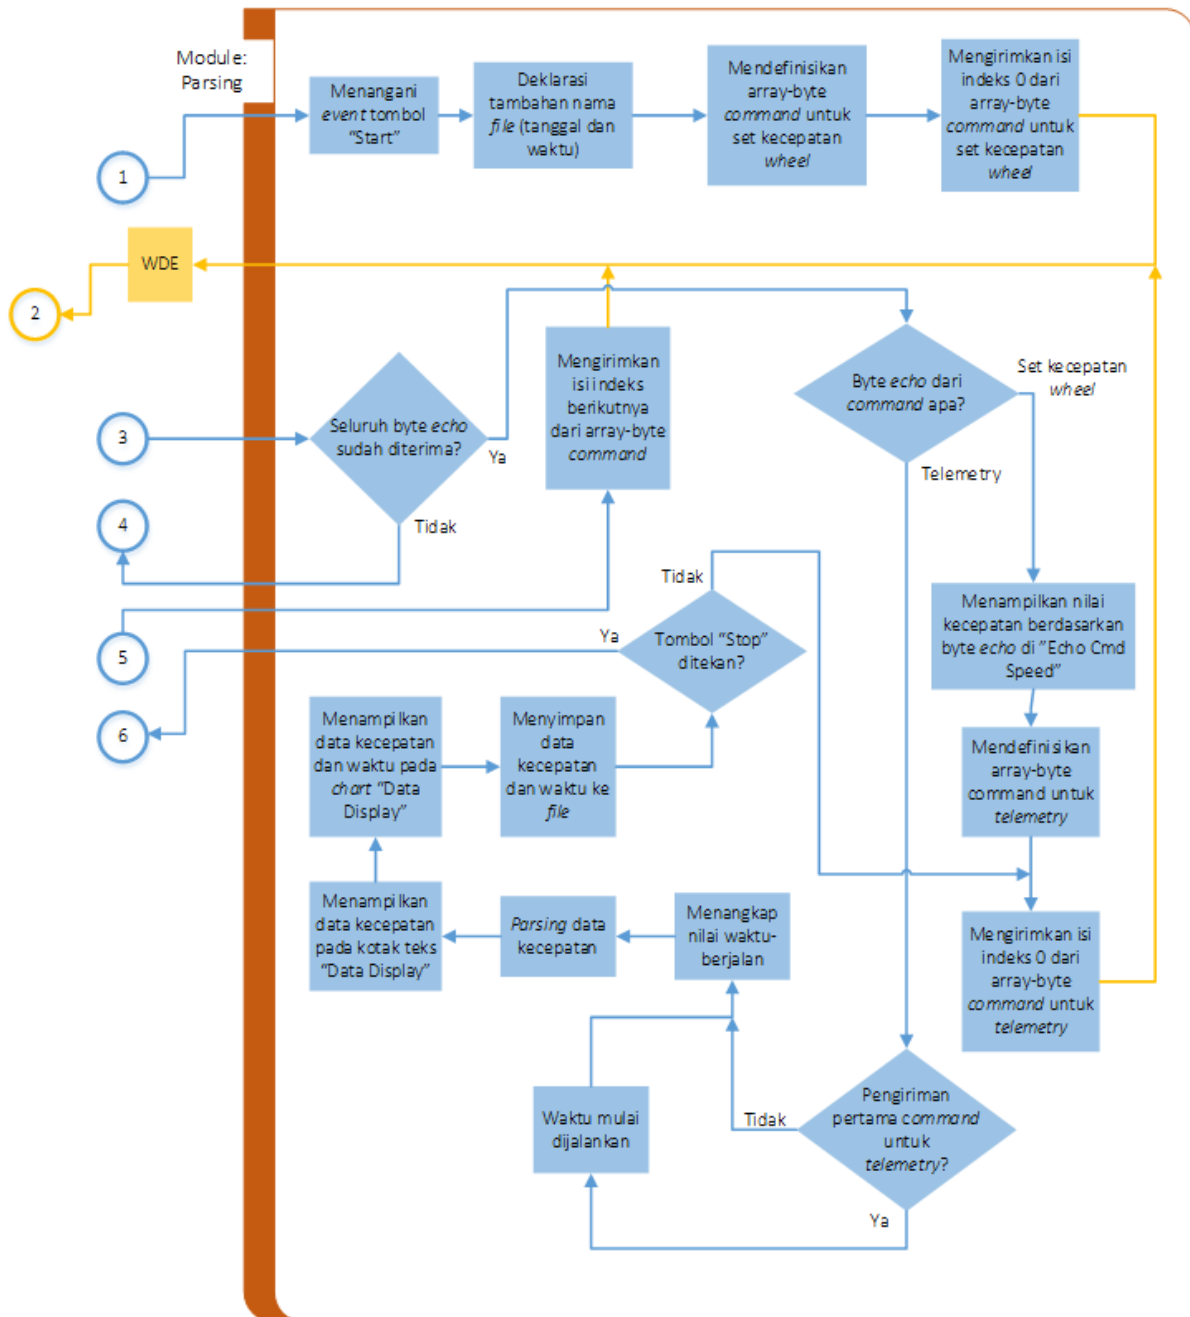 Module:
Parsing
Menangani
event tombol
“Start”
Deklarasi
tambahan nama
file (tanggal dan
waktu)
Mendefinisikan
array-byte
command untuk
set kecepatan
wheel
Mengirimkan isi
indeks 0 dari
array-byte
command untuk
set kecepatan
wheel
1
WDE
2
Mengirimkan
isi indeks
berikutnya
dari array-byte
command
Byte echo dari
command apa?
Set kecepatan
wheel
3
Seluruh byte echo
sudah diterima?
Ya
Telemetry
4
Tidak
Tidak
Menampilkan nilai
kecepatan berdasarkan
byte echo di ”Echo Cmd
Speed”
5
Ya
Tombol “Stop”
ditekan?
6
Menampilkan
data kecepatan
dan waktu pada
chart “Data
Display”
Menyimpan
data
kecepatan
dan waktu ke
file
Mendefinisikan
array-byte
command untuk
telemetry
Menampilkan
data kecepatan
pada kotak teks
“Data Display”
Parsing data
kecepatan
Menangkap
nilai waktu-
berjalan
Mengirimkan isi
indeks 0 dari
array-byte
command untuk
telemetry
Waktu mulai
dijalankan
Tidak
Pengiriman
pertama command
untuk
telemetry?
Ya